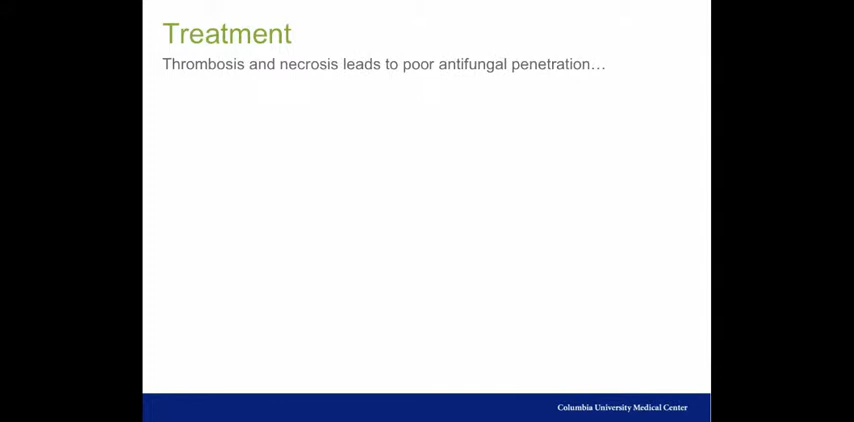 Treatment
Thrombosis and necrosis leads to poor antifungal penetration…
Columbia University Medical Center